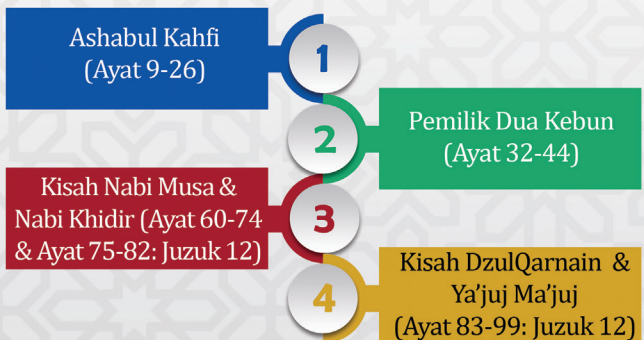 Ashabul Kahfi
(Ayat 9-26)
1
2
Pemilik Dua Kebun
(Ayat 32-44)
Kisah Nabi Musa &
Nabi Khidir (Ayat 60-74
& Ayat 75-82: Juzuk 12)
3
4
Kisah DzulQarnain &
Ya'juj Ma'juj
(Ayat 83-99: Juzuk 12)